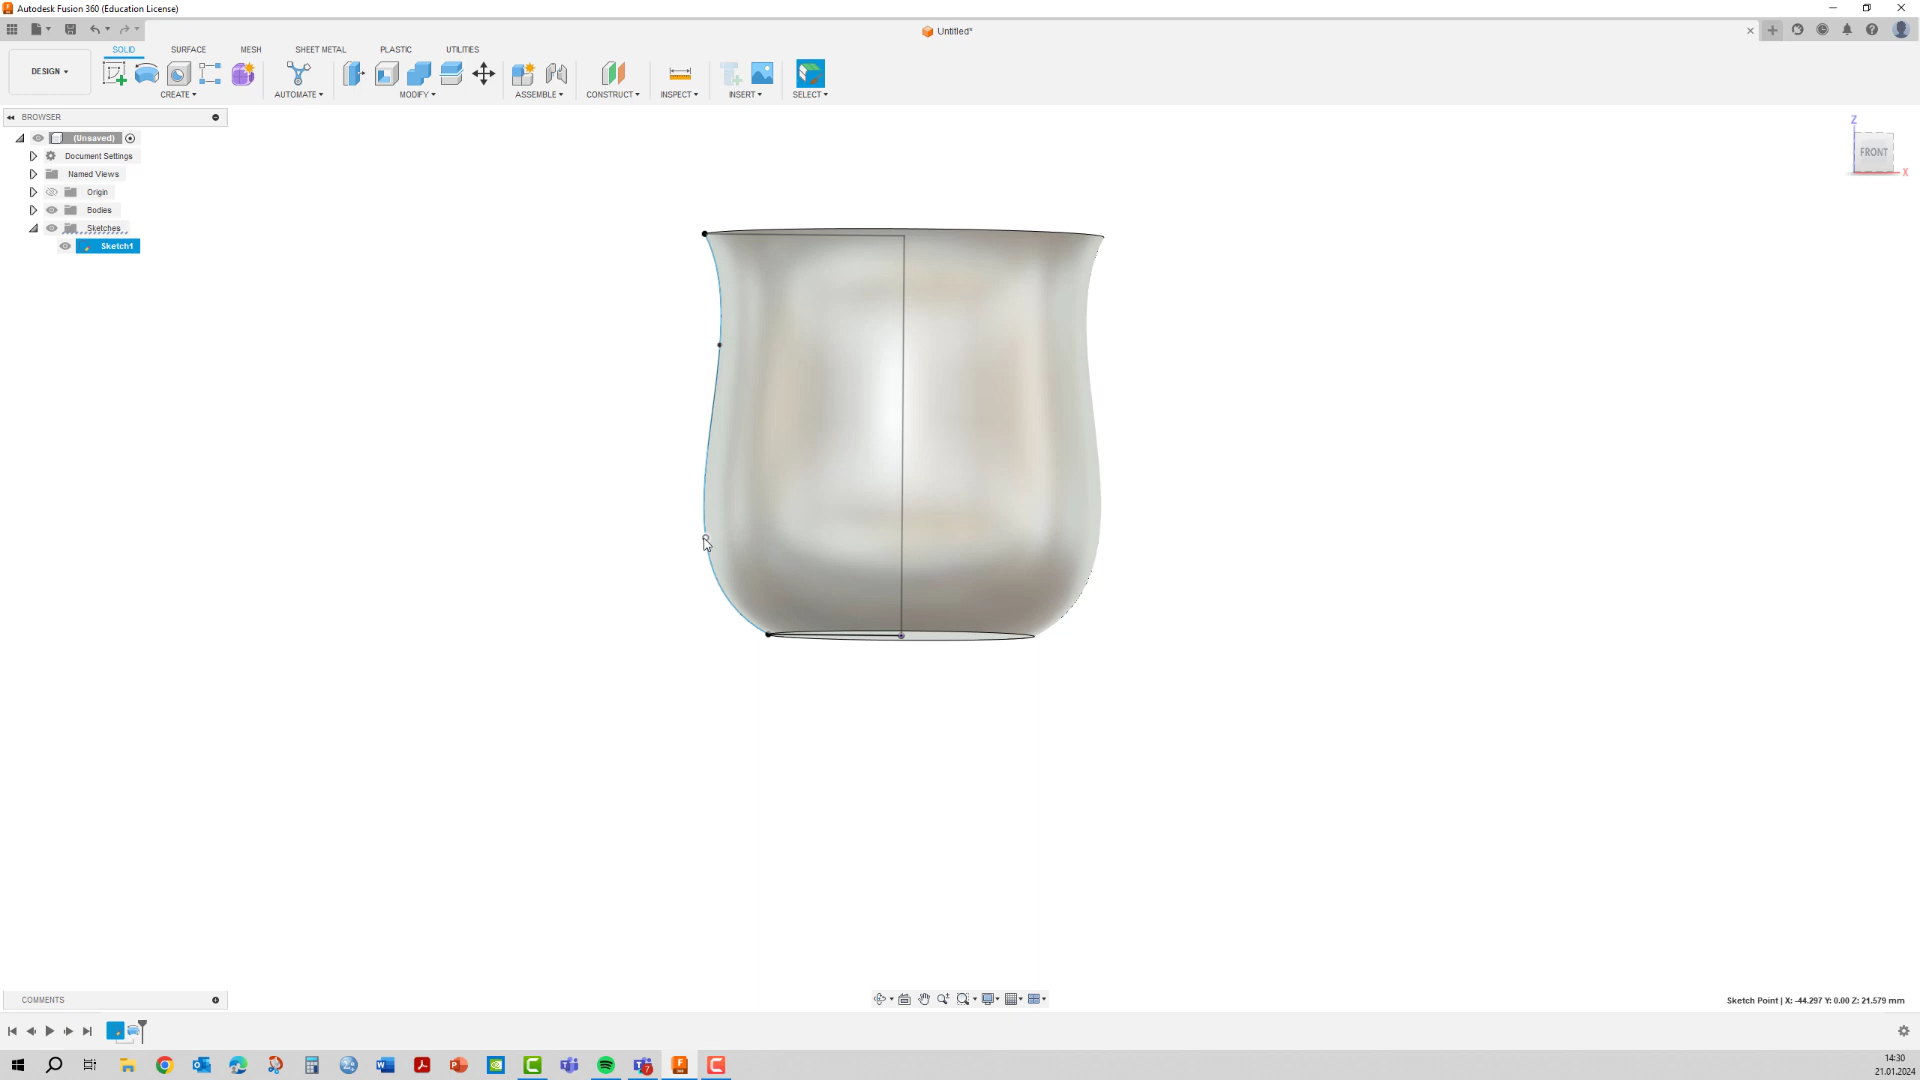 Autodesk Fusion 360 (Education License)
Untitled*
SOLID SURFACE MESH SHEET METAL PLASTIC UTILITIES
DESIGN
CREATE AUTOMATE MODIFY ASSEMBLE CONSTRUCT INSPECT INSERT SELECT
BROWSER
(Unsaved)
Document Settings
Named Views
Origin
Bodies
Sketches
Sketch1
Z
FRONT
X
COMMENTS
Sketch Point | X: -44.297 Y: 0.00 Z: 21.579 mm
14:30
21.01.2024